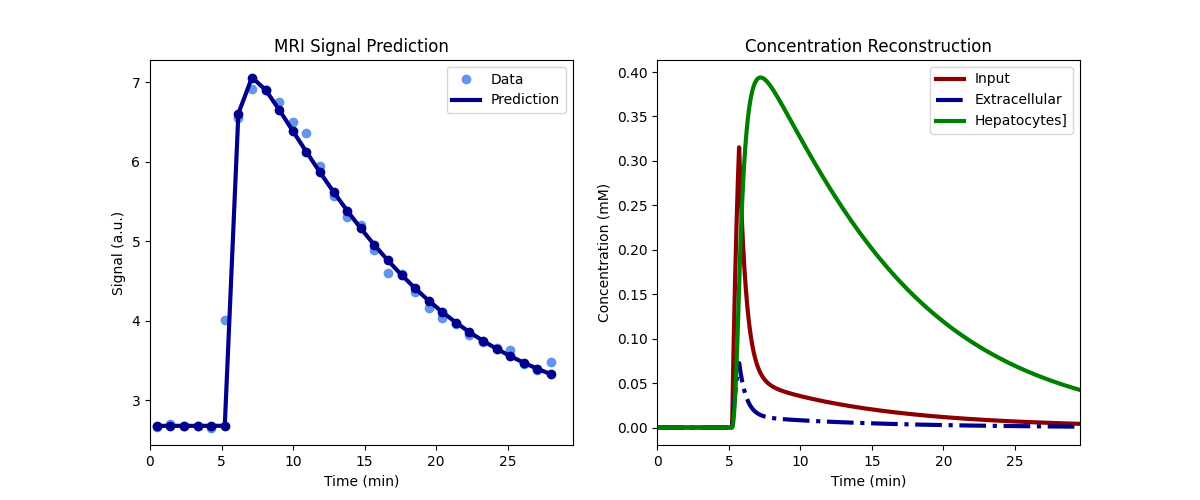 MRI Signal Prediction
Data
Prediction
7
6
5
4
3
Signal (a.u.)
0
5
10
15
20
25
Time (min)
Concentration Reconstruction
Input
Extracellular
Hepatocytes]
0.40
0.35
0.30
0.25
0.20
0.15
0.10
0.05
0.00
Concentration (mM)
0
5
10
15
20
25
Time (min)